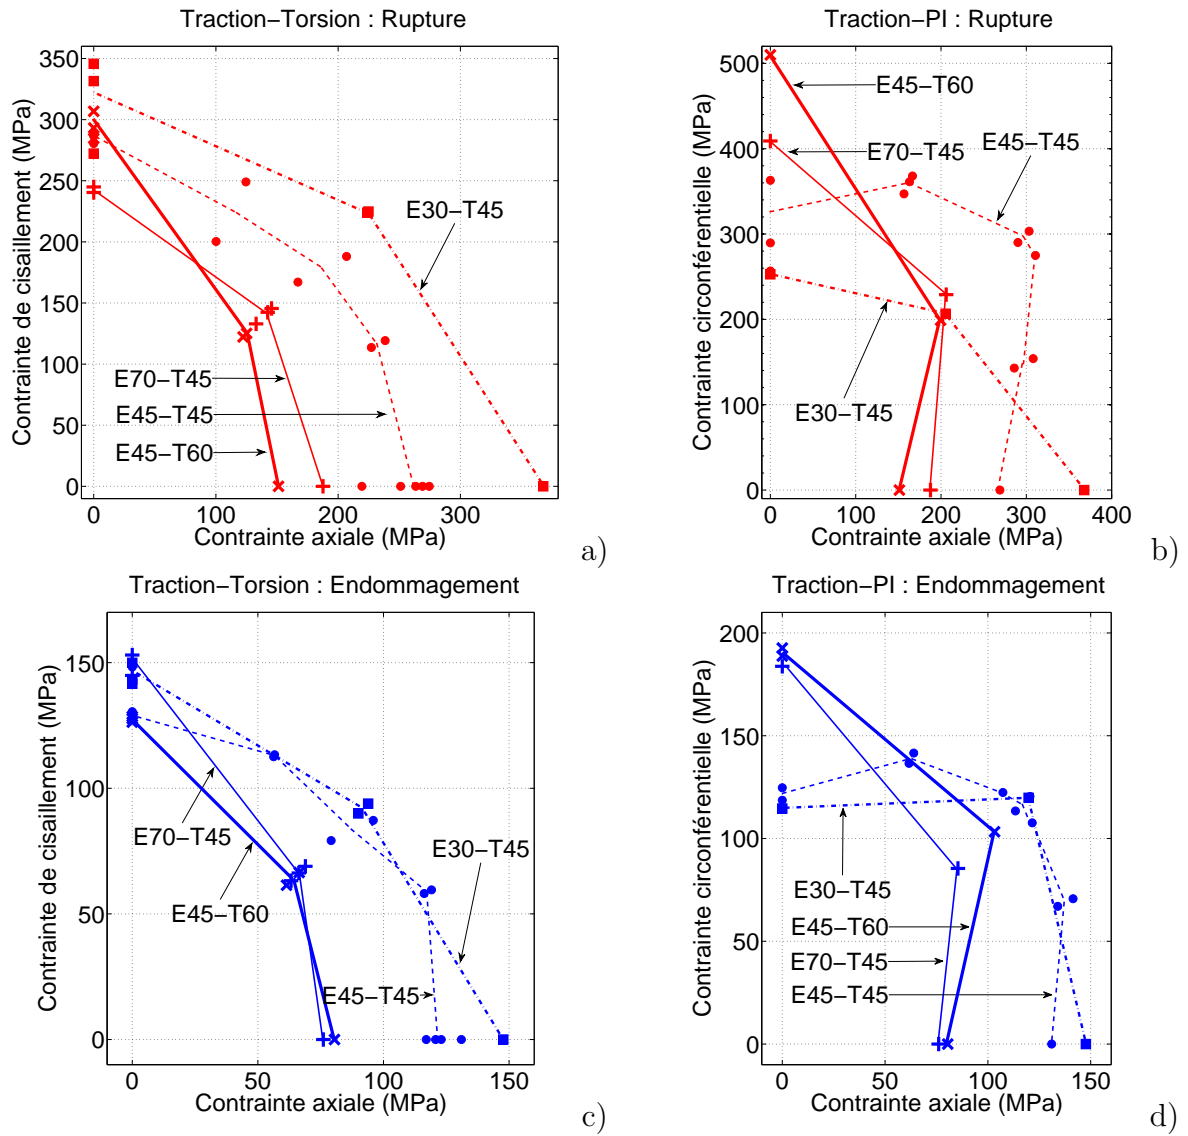 Traction−Torsion : Rupture
Contrainte de cisaillement (MPa)
350
300
250
200
150
100
50
0
E30−T45
E70−T45
E45−T45
E45−T60
0 100 200 300
Contrainte axiale (MPa)
a)
Traction−PI : Rupture
Contrainte circonférentielle (MPa)
500
400
300
200
100
0
E45−T60
E70−T45
E45−T45
E30−T45
0 100 200 300 400
Contrainte axiale (MPa)
b)
Traction−Torsion : Endommagement
Contrainte de cisaillement (MPa)
150
100
50
0
E70−T45
E30−T45
E45−T60
E45−T45
0 50 100 150
Contrainte axiale (MPa)
c)
Traction−PI : Endommagement
Contrainte circonférentielle (MPa)
200
150
100
50
0
E30−T45
E45−T60
E70−T45
E45−T45
0 50 100 150
Contrainte axiale (MPa)
d)